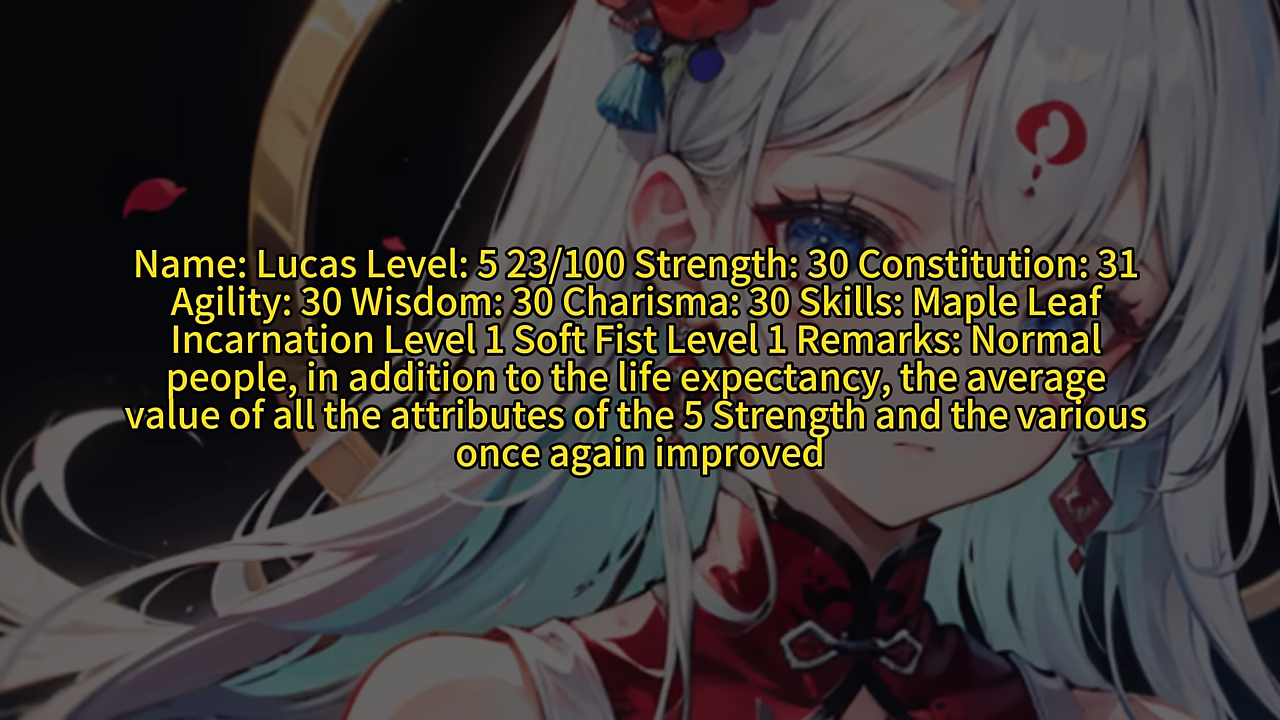 Name: Lucas Level: 5 23/100 Strength: 30 Constitution: 31
Agility: 30 Wisdom: 30 Charisma: 30 Skills: Maple Leaf
Incarnation Level 1 Soft Fist Level 1 Remarks: Normal
people, in addition to the life expectancy, the average
value of all the attributes of the 5 Strength and the various
once again improved